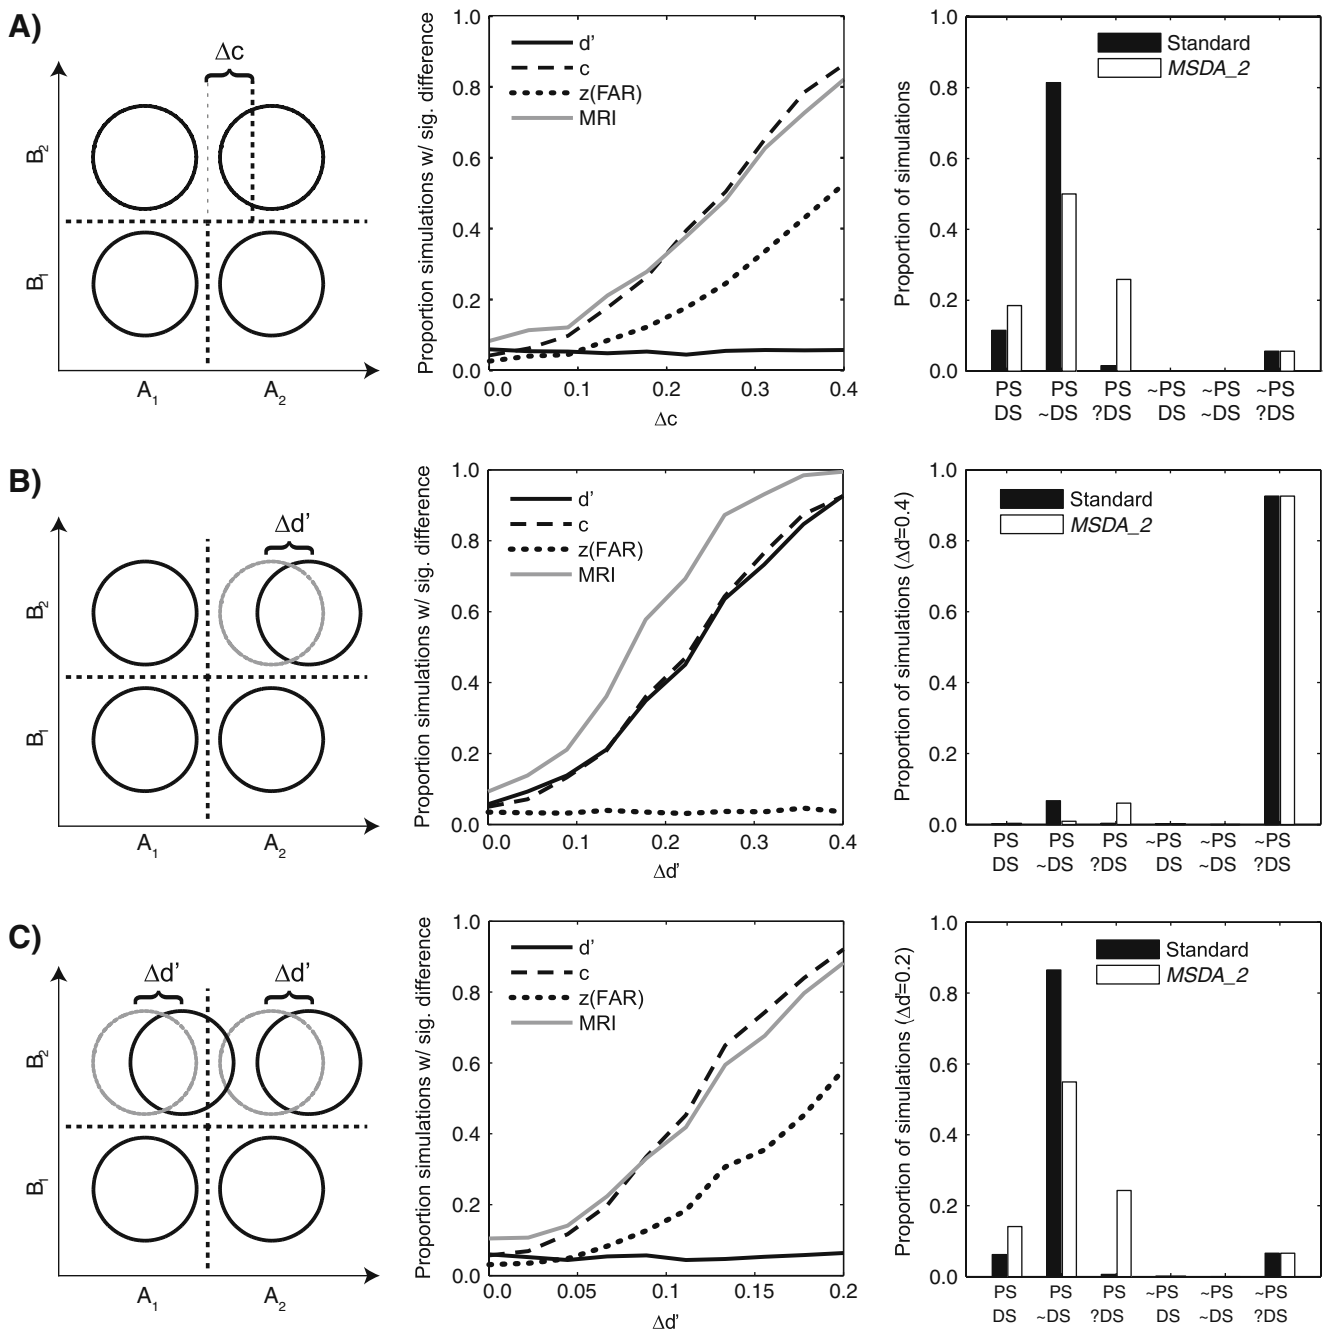 A)
Δc
B2
B1
A1
A2
Proportion simulations w/ sig. difference
1.0
0.8
0.6
0.4
0.2
0.0
d'
c
z(FAR)
MRI
0.0
0.1
0.2
0.3
0.4
Δc
Proportion of simulations
1.0
0.8
0.6
0.4
0.2
0.0
Standard
MSDA_2
PS PS PS ~PS ~PS ~PS
DS ~DS ?DS DS ~DS ?DS
B)
Δd'
B2
B1
A1
A2
Proportion simulations w/ sig. difference
1.0
0.8
0.6
0.4
0.2
0.0
d'
c
z(FAR)
MRI
0.0
0.1
0.2
0.3
0.4
Δd'
Proportion of simulations (Δd'=0.4)
1.0
0.8
0.6
0.4
0.2
0.0
Standard
MSDA_2
PS PS PS ~PS ~PS ~PS
DS ~DS ?DS DS ~DS ?DS
C)
Δd'
Δd'
B2
B1
A1
A2
Proportion simulations w/ sig. difference
1.0
0.8
0.6
0.4
0.2
0.0
d'
c
z(FAR)
MRI
0.0
0.05
0.1
0.15
0.2
Δd'
Proportion of simulations (Δd'=0.2)
1.0
0.8
0.6
0.4
0.2
0.0
Standard
MSDA_2
PS PS PS ~PS ~PS ~PS
DS ~DS ?DS DS ~DS ?DS